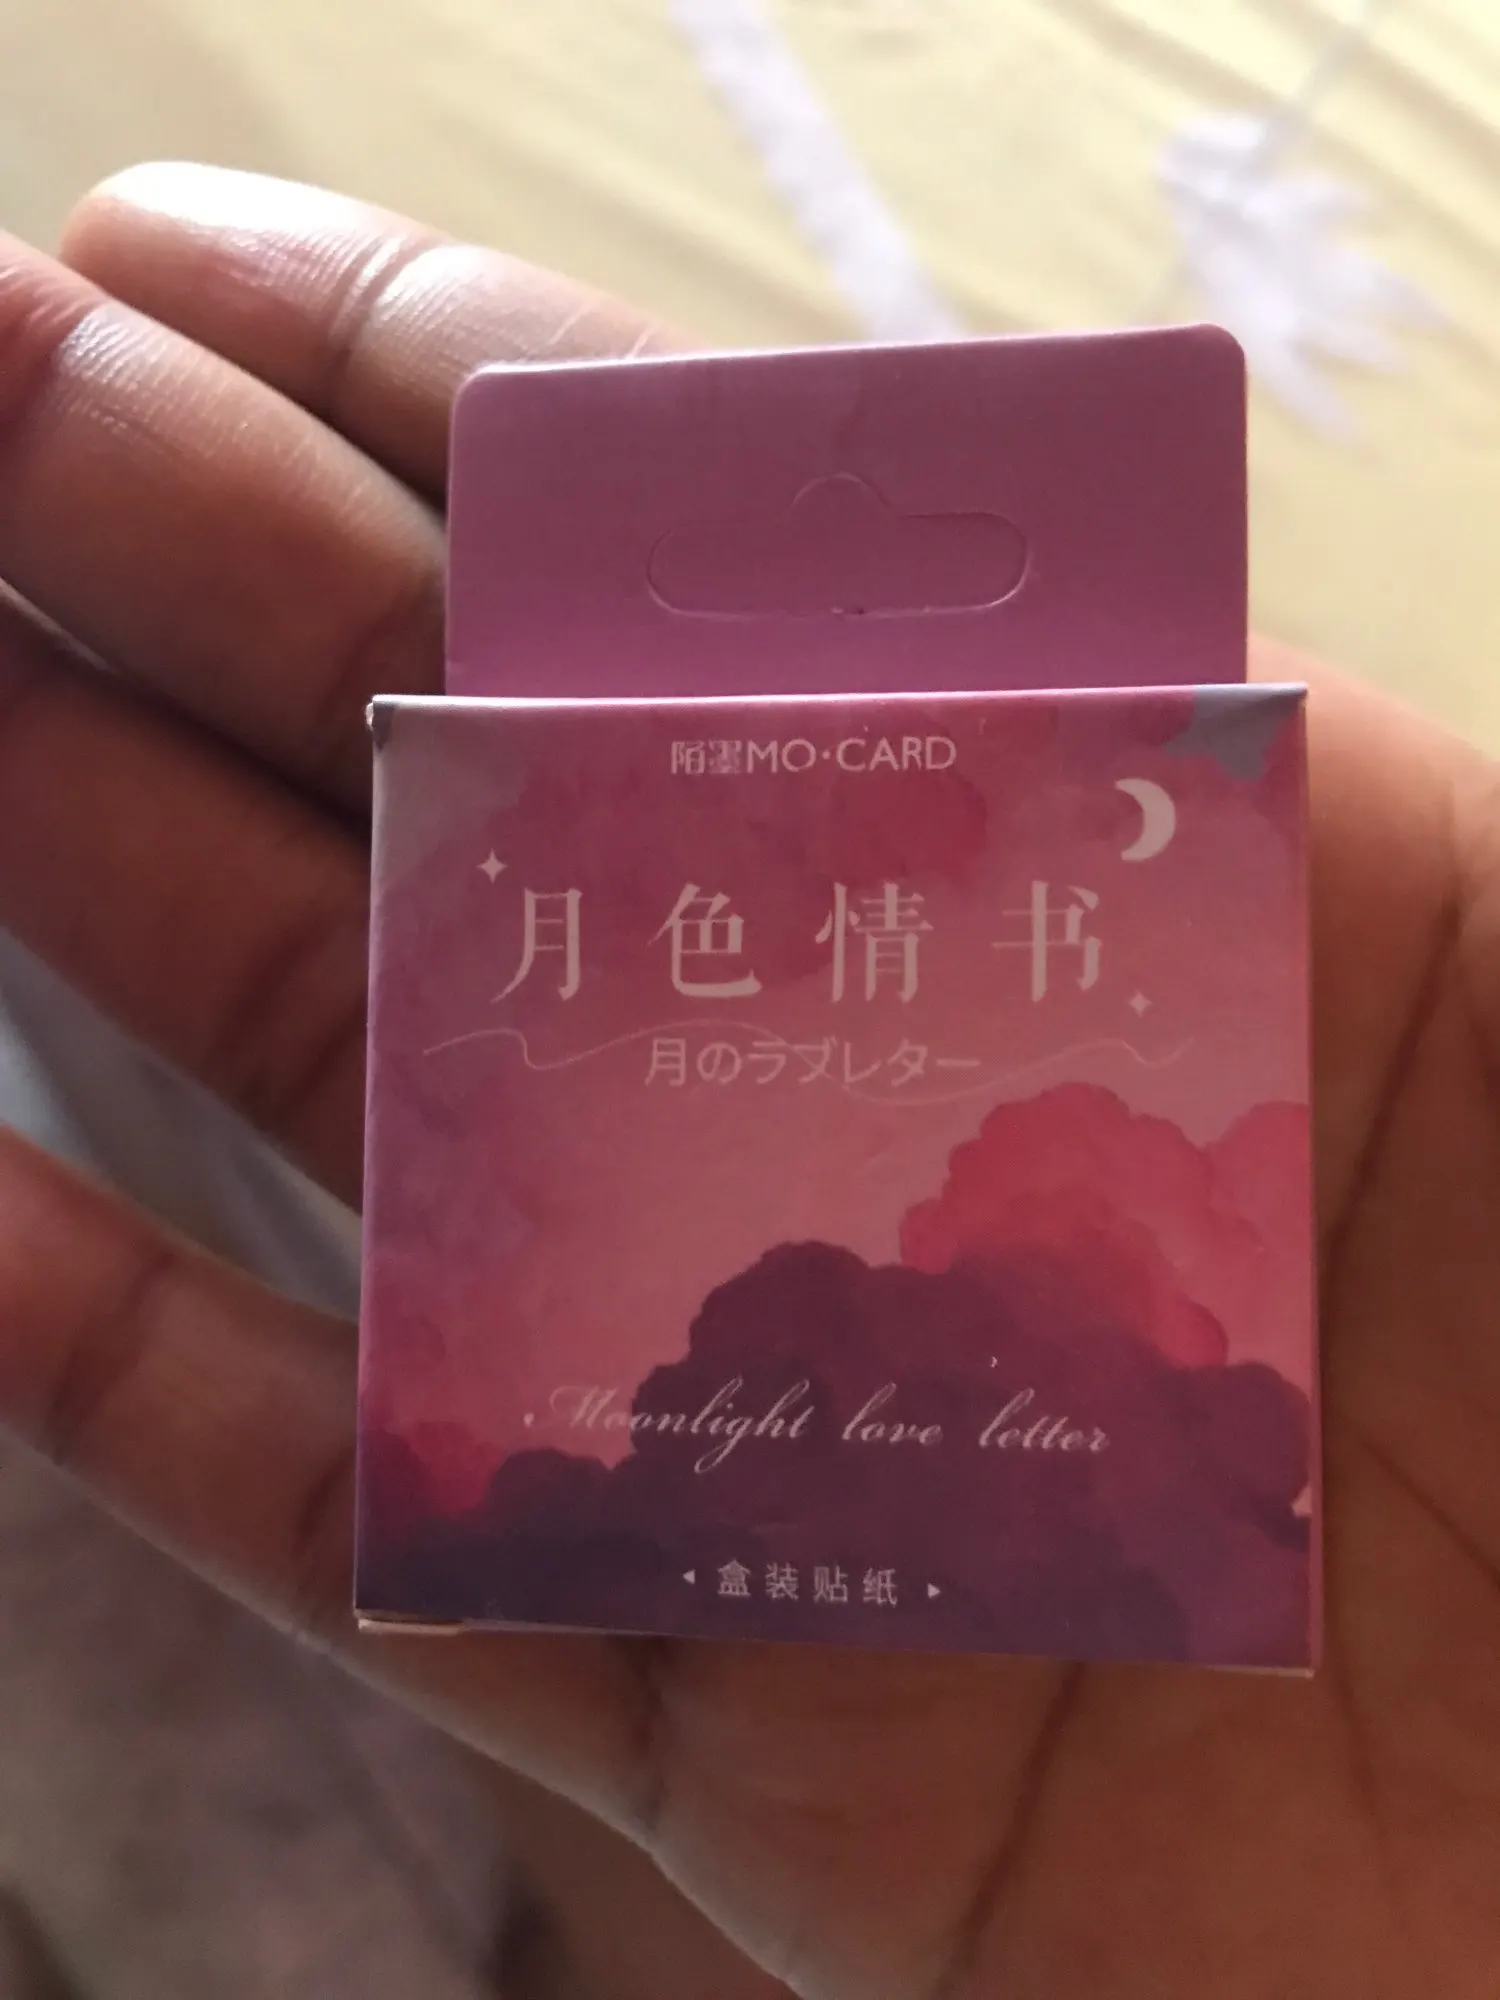 陌墨MO·CARD
月色情书
月のラブレター
Moonlight love letter
盒装贴纸